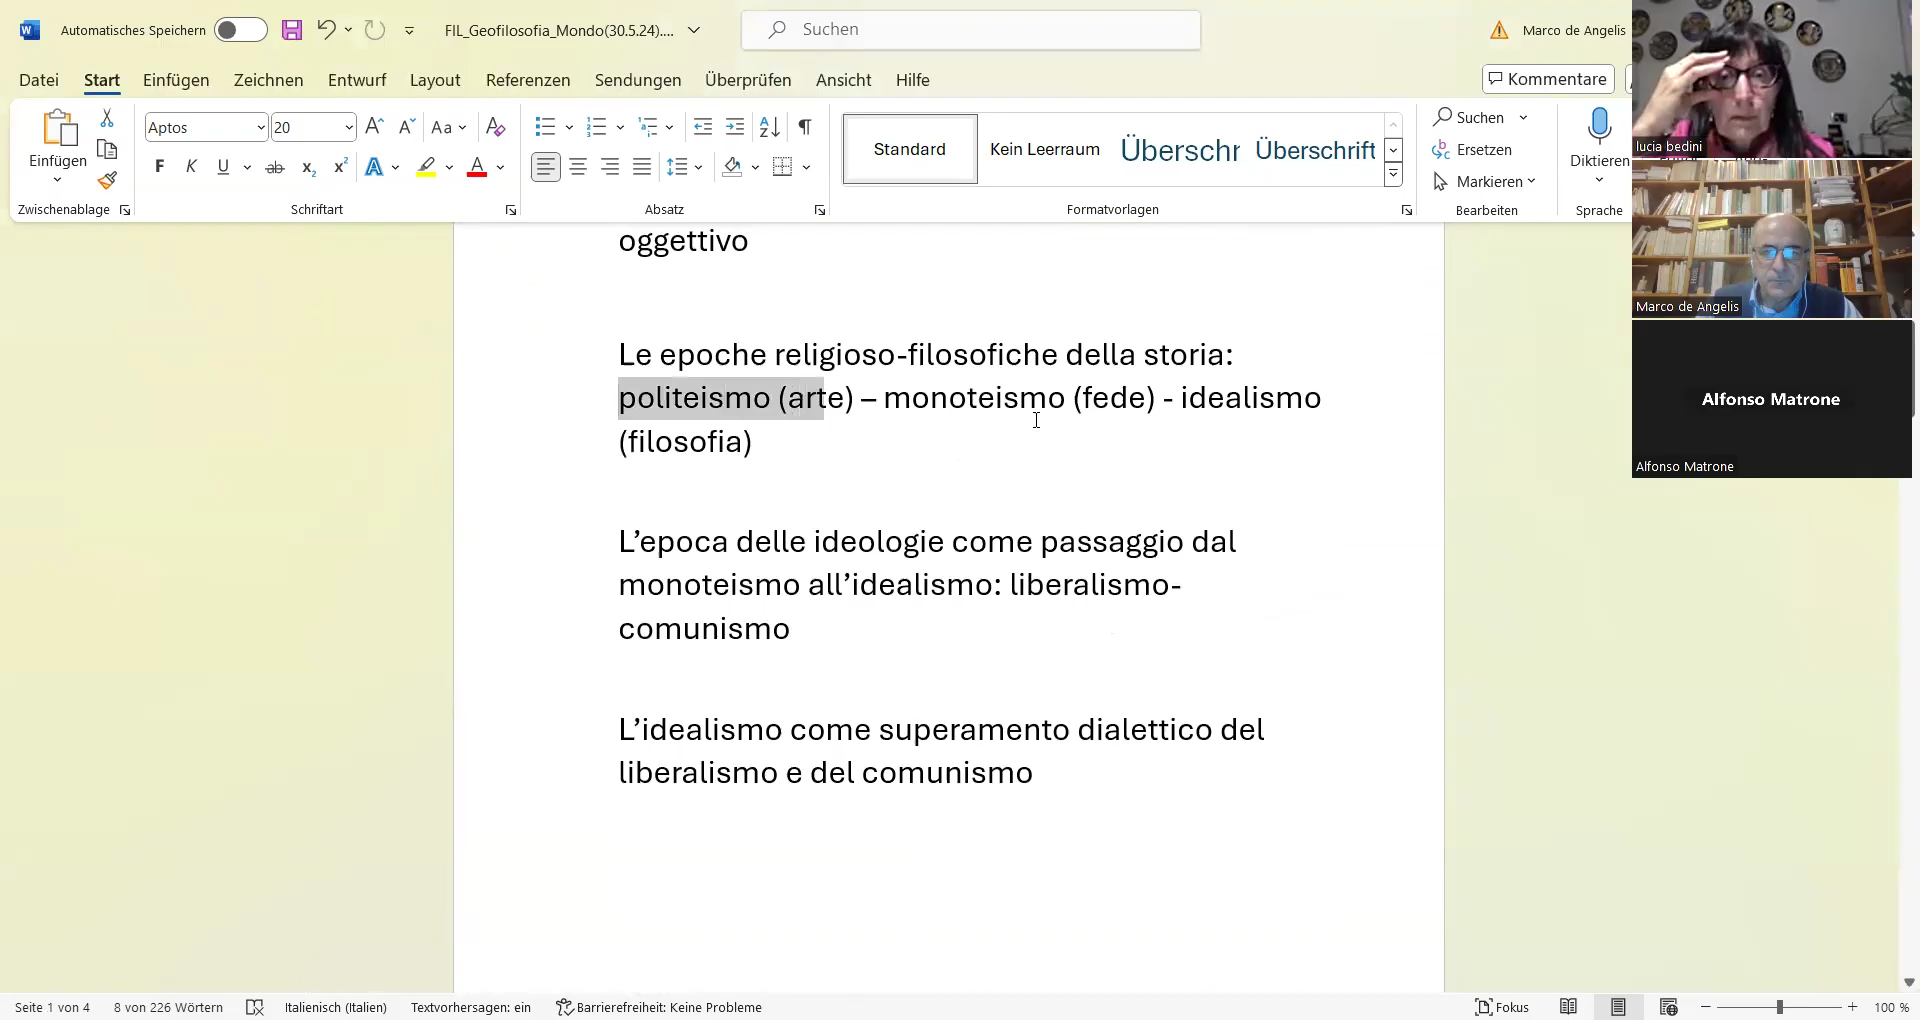 Automatisches Speichern
FIL_Geofilosofia_Mondo(30.5.24)....
Suchen
Marco de Angelis
Datei Start Einfügen Zeichnen Entwurf Layout Referenzen Sendungen Überprüfen Ansicht Hilfe
Kommentare
Einfügen
Zwischenablage
Aptos 20
F K U ab x₂ x² A A
Schriftart
Absatz
Standard Kein Leerraum Überschr Überschrift
Formatvorlagen
Suchen
Ersetzen
Markieren
Bearbeiten
Diktieren
Sprache
lucia bedini
Marco de Angelis
Alfonso Matrone
Alfonso Matrone
oggettivo
Le epoche religioso-filosofiche della storia:
politeismo (arte) – monoteismo (fede) - idealismo
(filosofia)
L’epoca delle ideologie come passaggio dal
monoteismo all’idealismo: liberalismo-
comunismo
L’idealismo come superamento dialettico del
liberalismo e del comunismo
Seite 1 von 4 8 von 226 Wörtern Italienisch (Italien) Textvorhersagen: ein Barrierefreiheit: Keine Probleme Fokus 100 %